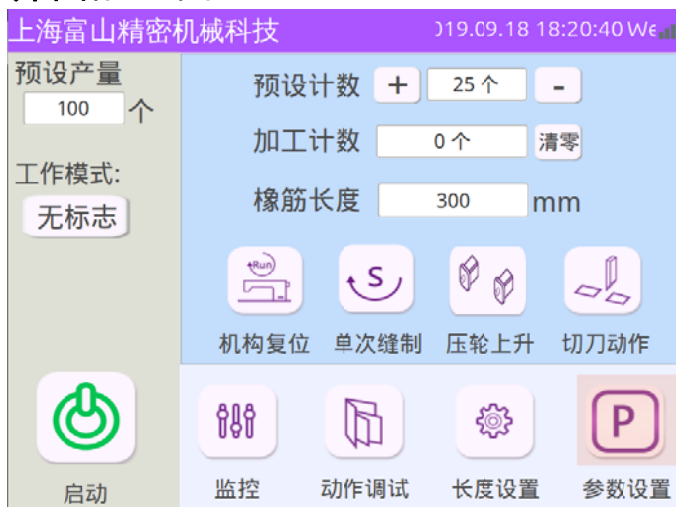 上海富山精密机械科技 019.09.18 18:20:40 We
预设产量
100 个
工作模式:
无标志
预设计数 + 25 个 -
加工计数 0 个 清零
橡筋长度 300 mm
Run S
机构复位 单次缝制 压轮上升 切刀动作
P
启动 监控 动作调试 长度设置 参数设置